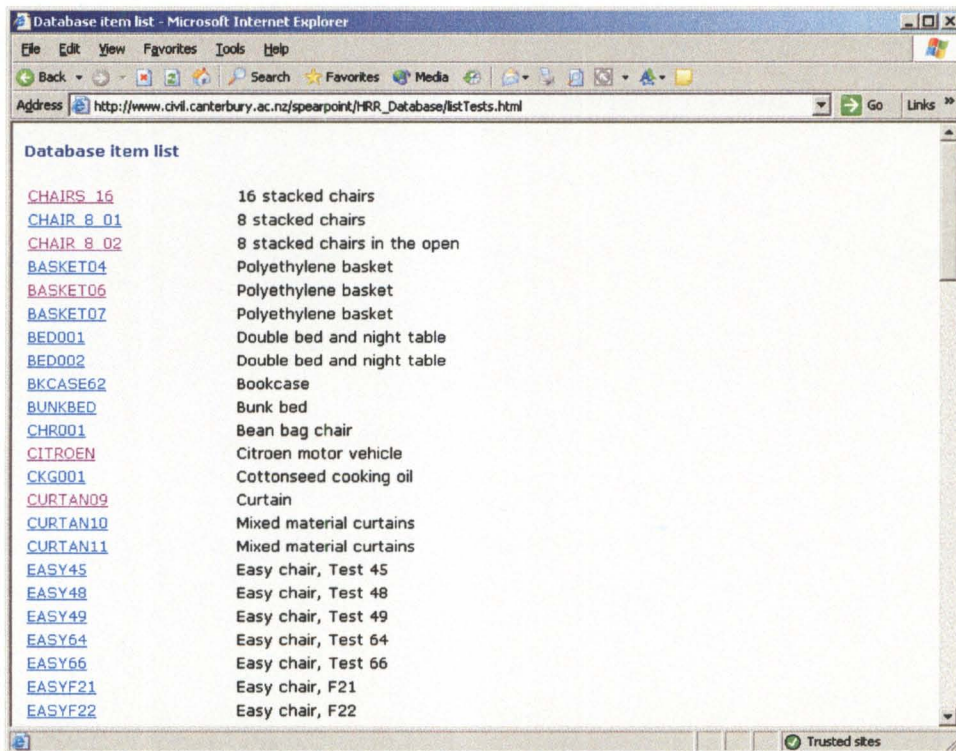 Database item list - Microsoft Internet Explorer
File Edit View Favorites Tools Help
Back Search Favorites Media
Address http://www.civil.canterbury.ac.nz/spearpoint/HRR_Database/listTests.html Go Links »
Database item list
CHAIRS_16 16 stacked chairs
CHAIR_8_01 8 stacked chairs
CHAIR_8_02 8 stacked chairs in the open
BASKET04 Polyethylene basket
BASKET06 Polyethylene basket
BASKET07 Polyethylene basket
BED001 Double bed and night table
BED002 Double bed and night table
BKCASE62 Bookcase
BUNKBED Bunk bed
CHR001 Bean bag chair
CITROEN Citroen motor vehicle
CKG001 Cottonseed cooking oil
CURTAN09 Curtain
CURTAN10 Mixed material curtains
CURTAN11 Mixed material curtains
EASY45 Easy chair, Test 45
EASY48 Easy chair, Test 48
EASY49 Easy chair, Test 49
EASY64 Easy chair, Test 64
EASY66 Easy chair, Test 66
EASYF21 Easy chair, F21
EASYF22 Easy chair, F22
Trusted sites